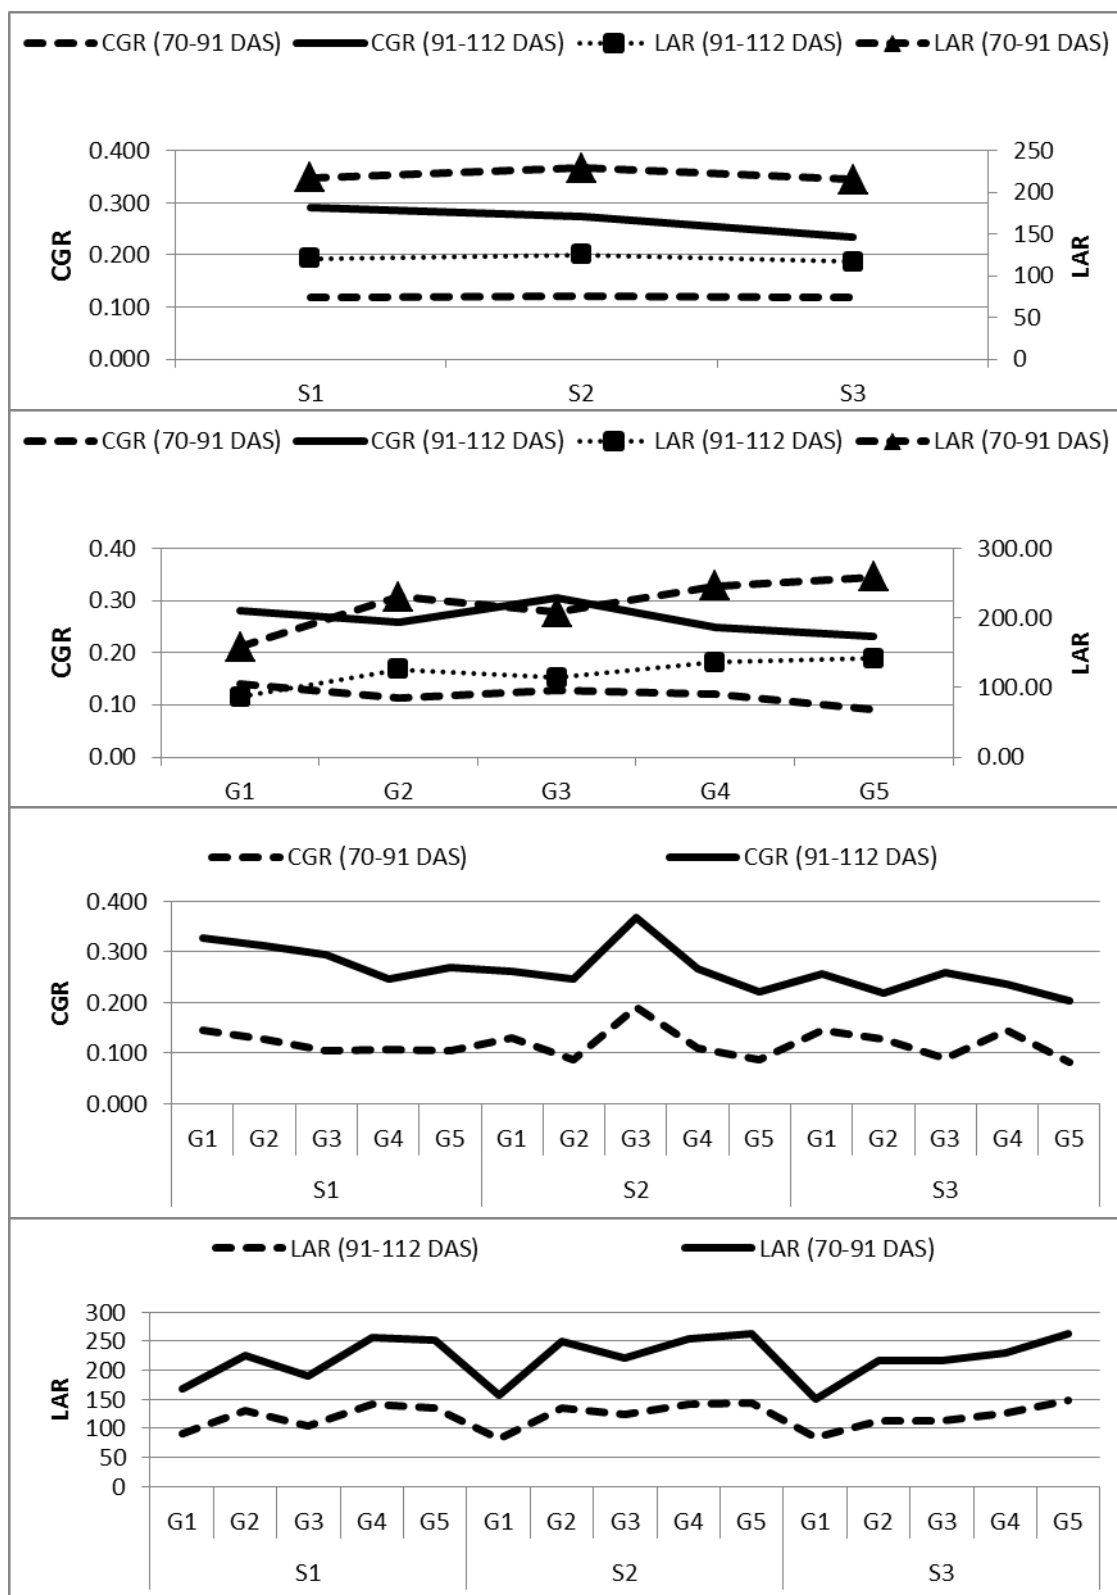 CGR (70-91 DAS) CGR (91-112 DAS) LAR (91-112 DAS) LAR (70-91 DAS)
0.400 250
0.300 200
0.200 150
0.100 100
0.000 50
0
CGR LAR
S1 S2 S3
CGR (70-91 DAS) CGR (91-112 DAS) LAR (91-112 DAS) LAR (70-91 DAS)
0.40 300.00
0.30 200.00
0.20
0.10 100.00
0.00 0.00
CGR LAR
G1 G2 G3 G4 G5
CGR (70-91 DAS) CGR (91-112 DAS)
0.400
0.300
0.200
0.100
0.000
CGR
G1 G2 G3 G4 G5 G1 G2 G3 G4 G5 G1 G2 G3 G4 G5
S1 S2 S3
LAR (91-112 DAS) LAR (70-91 DAS)
300
250
200
150
100
50
0
LAR
G1 G2 G3 G4 G5 G1 G2 G3 G4 G5 G1 G2 G3 G4 G5
S1 S2 S3